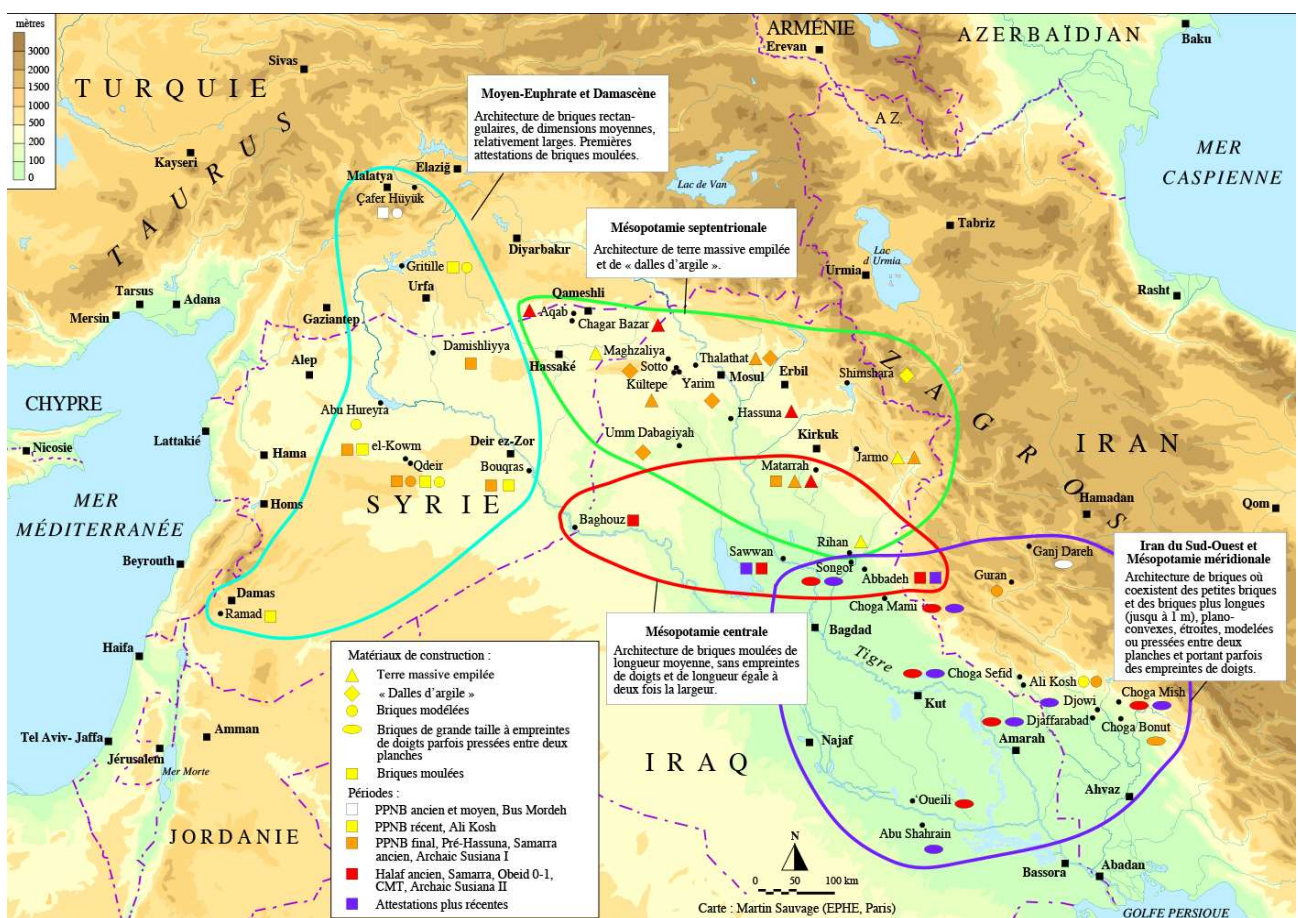 mètres
3000
2000
1000
500
200
100
0
TURQUIE
TAURUS
Sivas
Kayseri
Malatya
Elazığ
Çafer Hüyük
Diyarbakır
Gritille
Urfa
Gaziantep
Tarsus
Adana
Mersin
ARMÉNIE
Erevan
AZERBAÏDJAN
Baku
AZ.
MER
CASPIENNE
Lac de Van
Tabriz
Lac
d'Urmia
Urmia
Rasht
Moyen-Euphrate et Damascène
Architecture de briques rectan-
gulaires, de dimensions moyennes,
relativement larges. Premières
attestations de briques moulées.
Mésopotamie septentrionale
Architecture de terre massive empilée
et de « dalles d'argile ».
Qameshli
Aqab
Chagar Bazar
Damishliyya
Hassaké
Maghzaliya
Sotto
Thalathat
Kültepe
Yarim
Mosul
Erbil
Shimshara
Hassuna
Alep
Abu Hureyra
el-Kowm
Qdeir
Deir ez-Zor
Bouqras
Umm Dabagiyah
Kirkuk
Matarrah
Jarmo
ZAGROS
IRAN
Hamadan
Qom
CHYPRE
Nicosie
Lattakié
Hama
Homs
SYRIE
MER
MÉDITERRANÉE
Beyrouth
Damas
Ramad
Baghouz
Sawwan
Rihan
Songor
Abbadeh
Choga Mami
Ganj Dareh
Guran
Bagdad
Tigre
Mésopotamie centrale
Architecture de briques moulées de
longueur moyenne, sans empreintes
de doigts et de longueur égale à
deux fois la largeur.
Iran du Sud-Ouest et
Mésopotamie méridionale
Architecture de briques où
coexistent des petites briques
et des briques plus longues
(jusqu'à 1 m), plano-
convexes, étroites, modelées
ou pressées entre deux
planches et portant parfois
des empreintes de doigts.
Choga Sefid
Ali Kosh
Choga Mish
Djowi
Djaffarabad
Choga Bonut
Kut
Amarah
Najaf
IRAQ
'Oueili
Abu Shahrain
Ahvaz
Bassora
Abadan
GOLFE PERSIQUE
Haifa
Tel Aviv- Jaffa
Jérusalem
Mer Morte
Amman
JORDANIE
Matériaux de construction :
Terre massive empilée
« Dalles d'argile »
Briques modélées
Briques de grande taille à empreintes
de doigts parfois pressées entre deux
planches
Briques moulées
Périodes :
PPNB ancien et moyen, Bus Mordeh
PPNB récent, Ali Kosh
PPNB final, Pré-Hassuna, Samarra
ancien, Archaic Susiana I
Halaf ancien, Samarra, Obeid 0-1,
CMT, Archaic Susiana II
Attestations plus récentes
N
0 50 100 km
Carte : Martin Sauvage (EPHE, Paris)